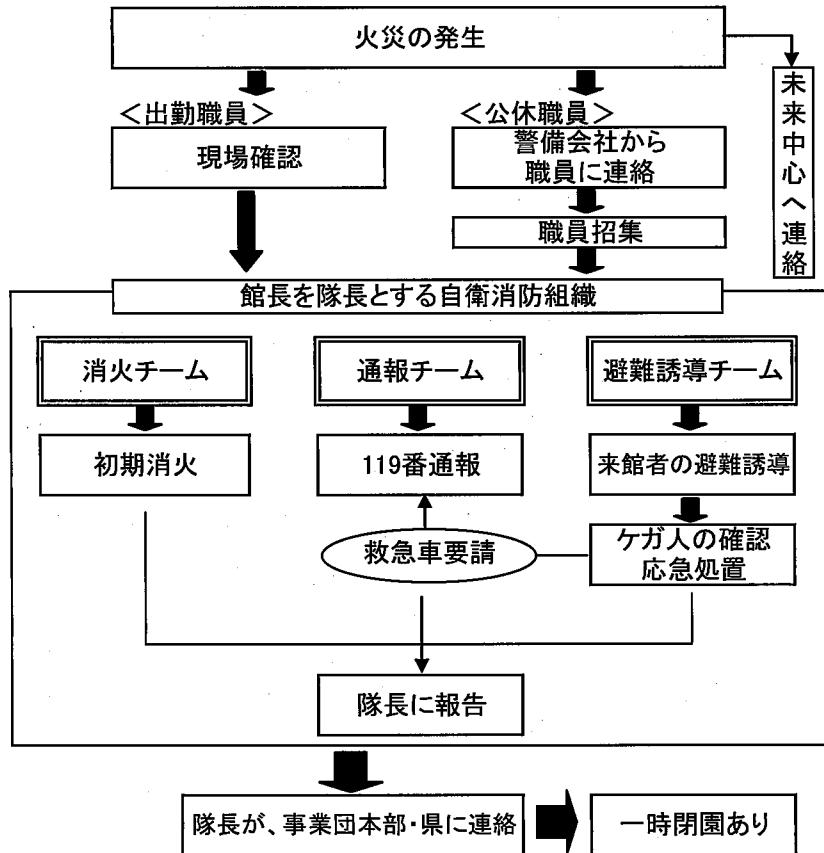 火災の発生
未来中心へ連絡
＜出勤職員＞
＜公休職員＞
現場確認
警備会社から
職員に連絡
職員招集
館長を隊長とする自衛消防組織
消火チーム
通報チーム
避難誘導チーム
初期消火
119番通報
来館者の避難誘導
救急車要請
ケガ人の確認
応急処置
隊長に報告
隊長が、事業団本部・県に連絡
一時閉園あり